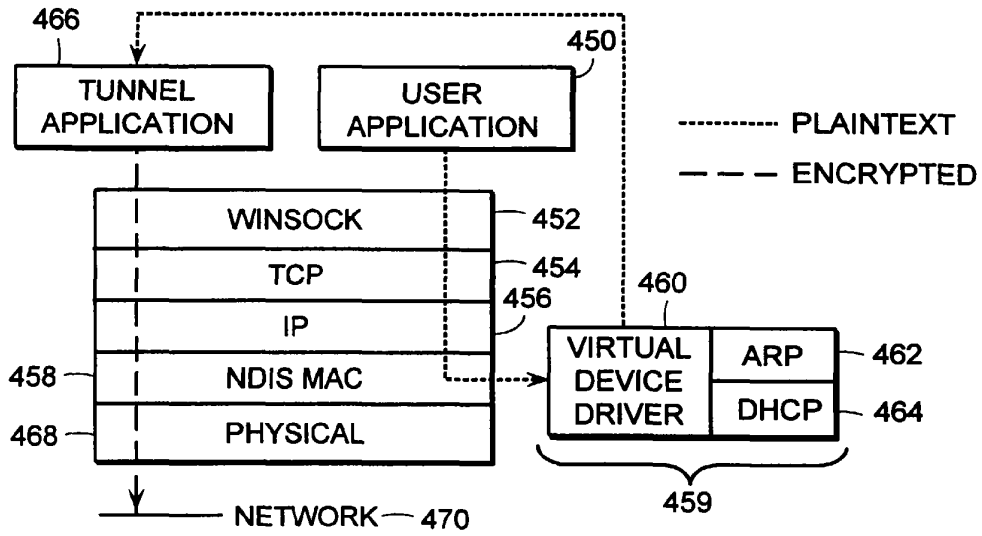 466
450
TUNNEL
APPLICATION
USER
APPLICATION
PLAINTEXT
ENCRYPTED
WINSOCK
452
TCP
454
IP
456
460
458
NDIS MAC
VIRTUAL
DEVICE
DRIVER
ARP
462
DHCP
464
468
PHYSICAL
459
NETWORK
470